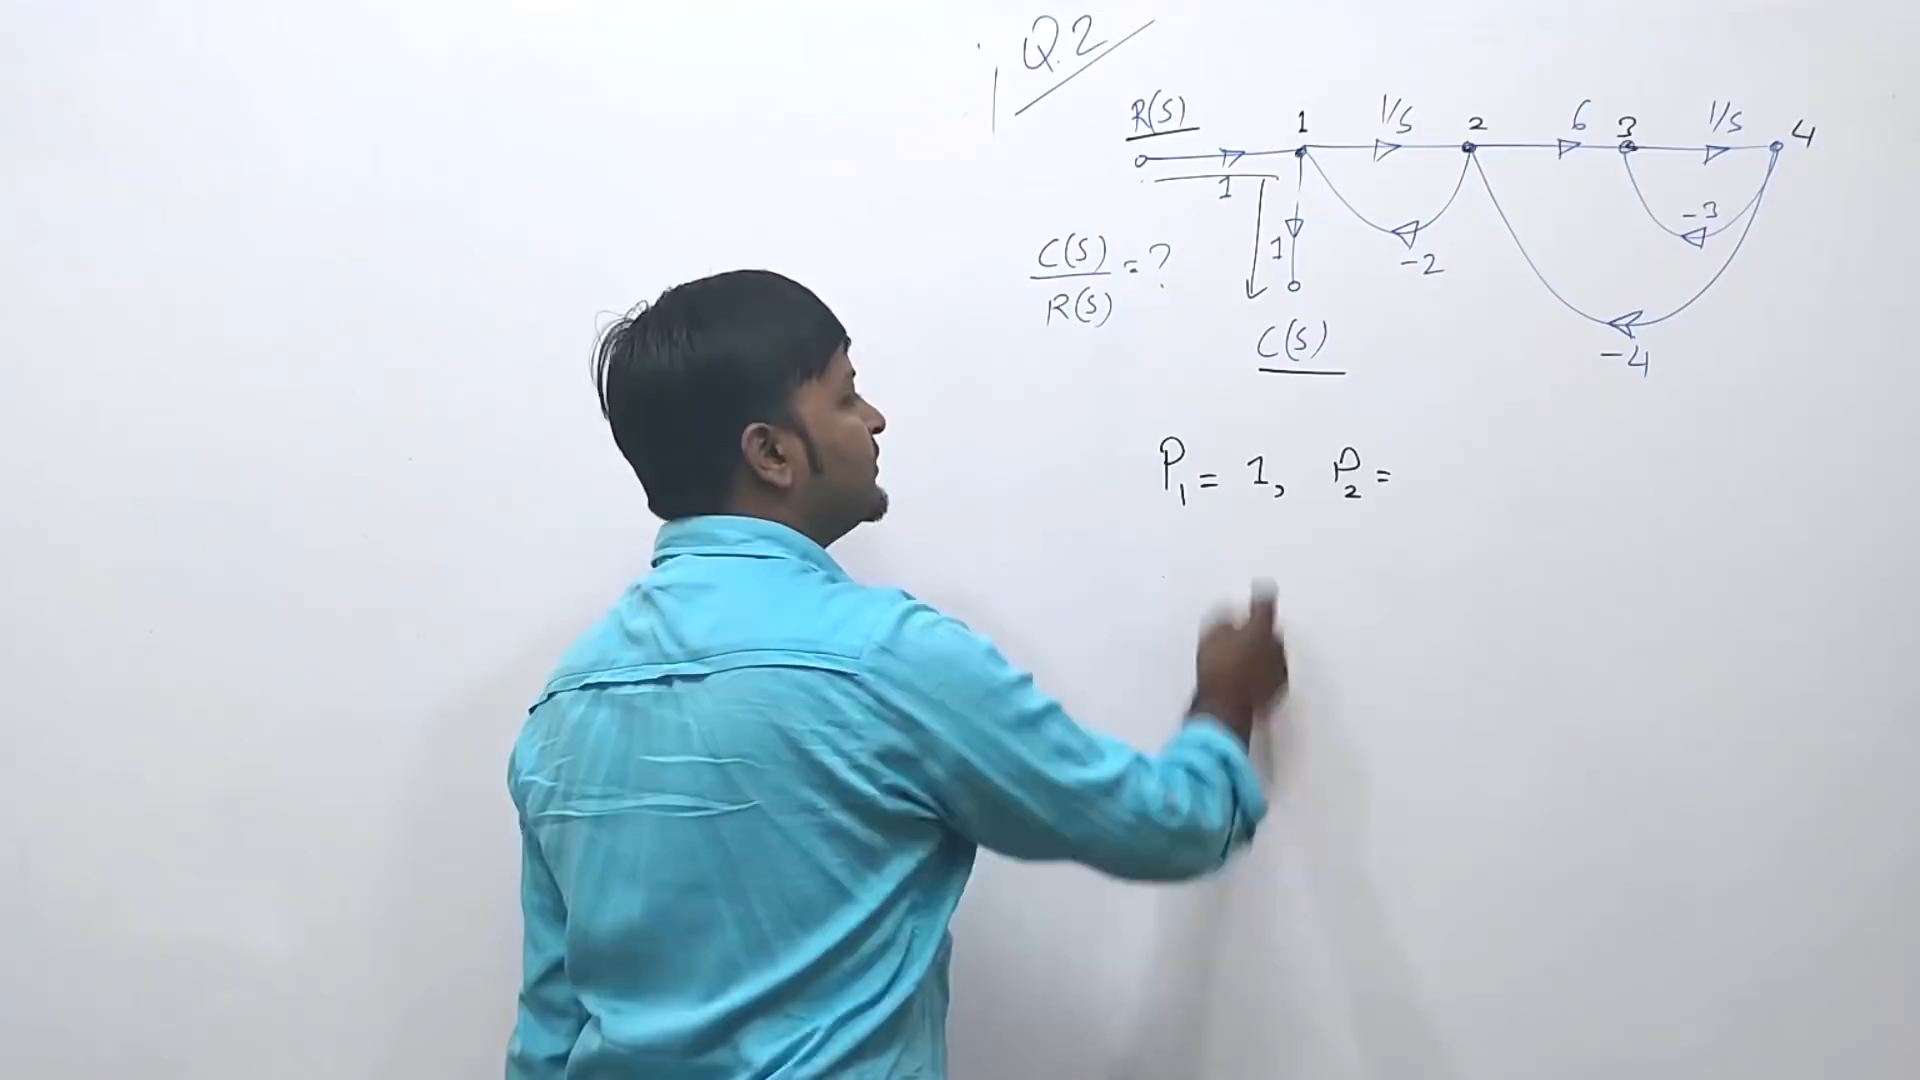 Q.2
R(S) 1 1/S 2 6 3 1/S 4
1
-3
1
-2
C(S)/R(S) = ?
C(S)
-4
P1 = 1, P2 =